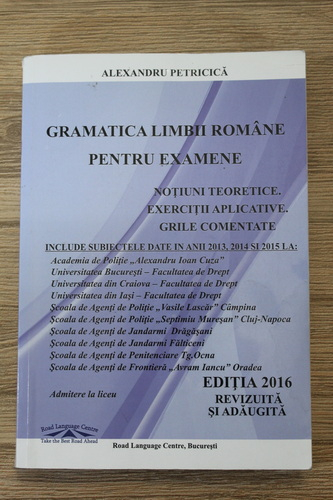 ALEXANDRU PETRICICĂ
GRAMATICA LIMBII ROMÂNE
PENTRU EXAMENE
NOȚIUNI TEORETICE.
EXERCIȚII APLICATIVE.
GRILE COMENTATE
INCLUDE SUBIECTELE DATE IN ANII 2013, 2014 ȘI 2015 LA:
Academia de Poliție „Alexandru Ioan Cuza”
Universitatea București – Facultatea de Drept
Universitatea din Craiova – Facultatea de Drept
Universitatea din Iași – Facultatea de Drept
Școala de Agenți de Poliție „Vasile Lascăr” Câmpina
Școala de Agenți de Poliție „Septimiu Mureșan” Cluj-Napoca
Școala de Agenți de Jandarmi Drăgășani
Școala de Agenți de Jandarmi Fălticeni
Școala de Agenți de Penitenciare Tg.Ocna
Școala de Agenți de Frontieră „Avram Iancu” Oradea
EDIȚIA 2016
Admitere la liceu
REVIZUITĂ
ȘI ADĂUGITĂ
Road Language Centre
Take the Best Road Ahead
Road Language Centre, București